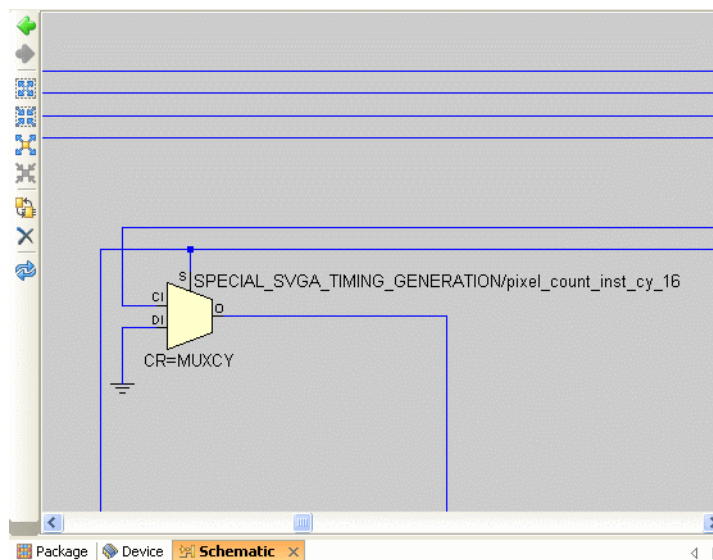 S SPECIAL_SVGA_TIMING_GENERATION/pixel_count_inst_cy_16
CI
O
DI
CR=MUXCY
Package Device Schematic